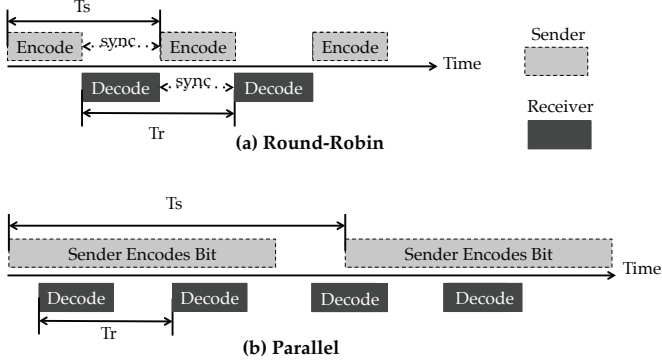 Ts
Encode sync Encode Encode
Time
Decode sync Decode
Tr
(a) Round-Robin
Sender
Receiver
Ts
Sender Encodes Bit Sender Encodes Bit
Time
Decode Decode Decode Decode
Tr
(b) Parallel